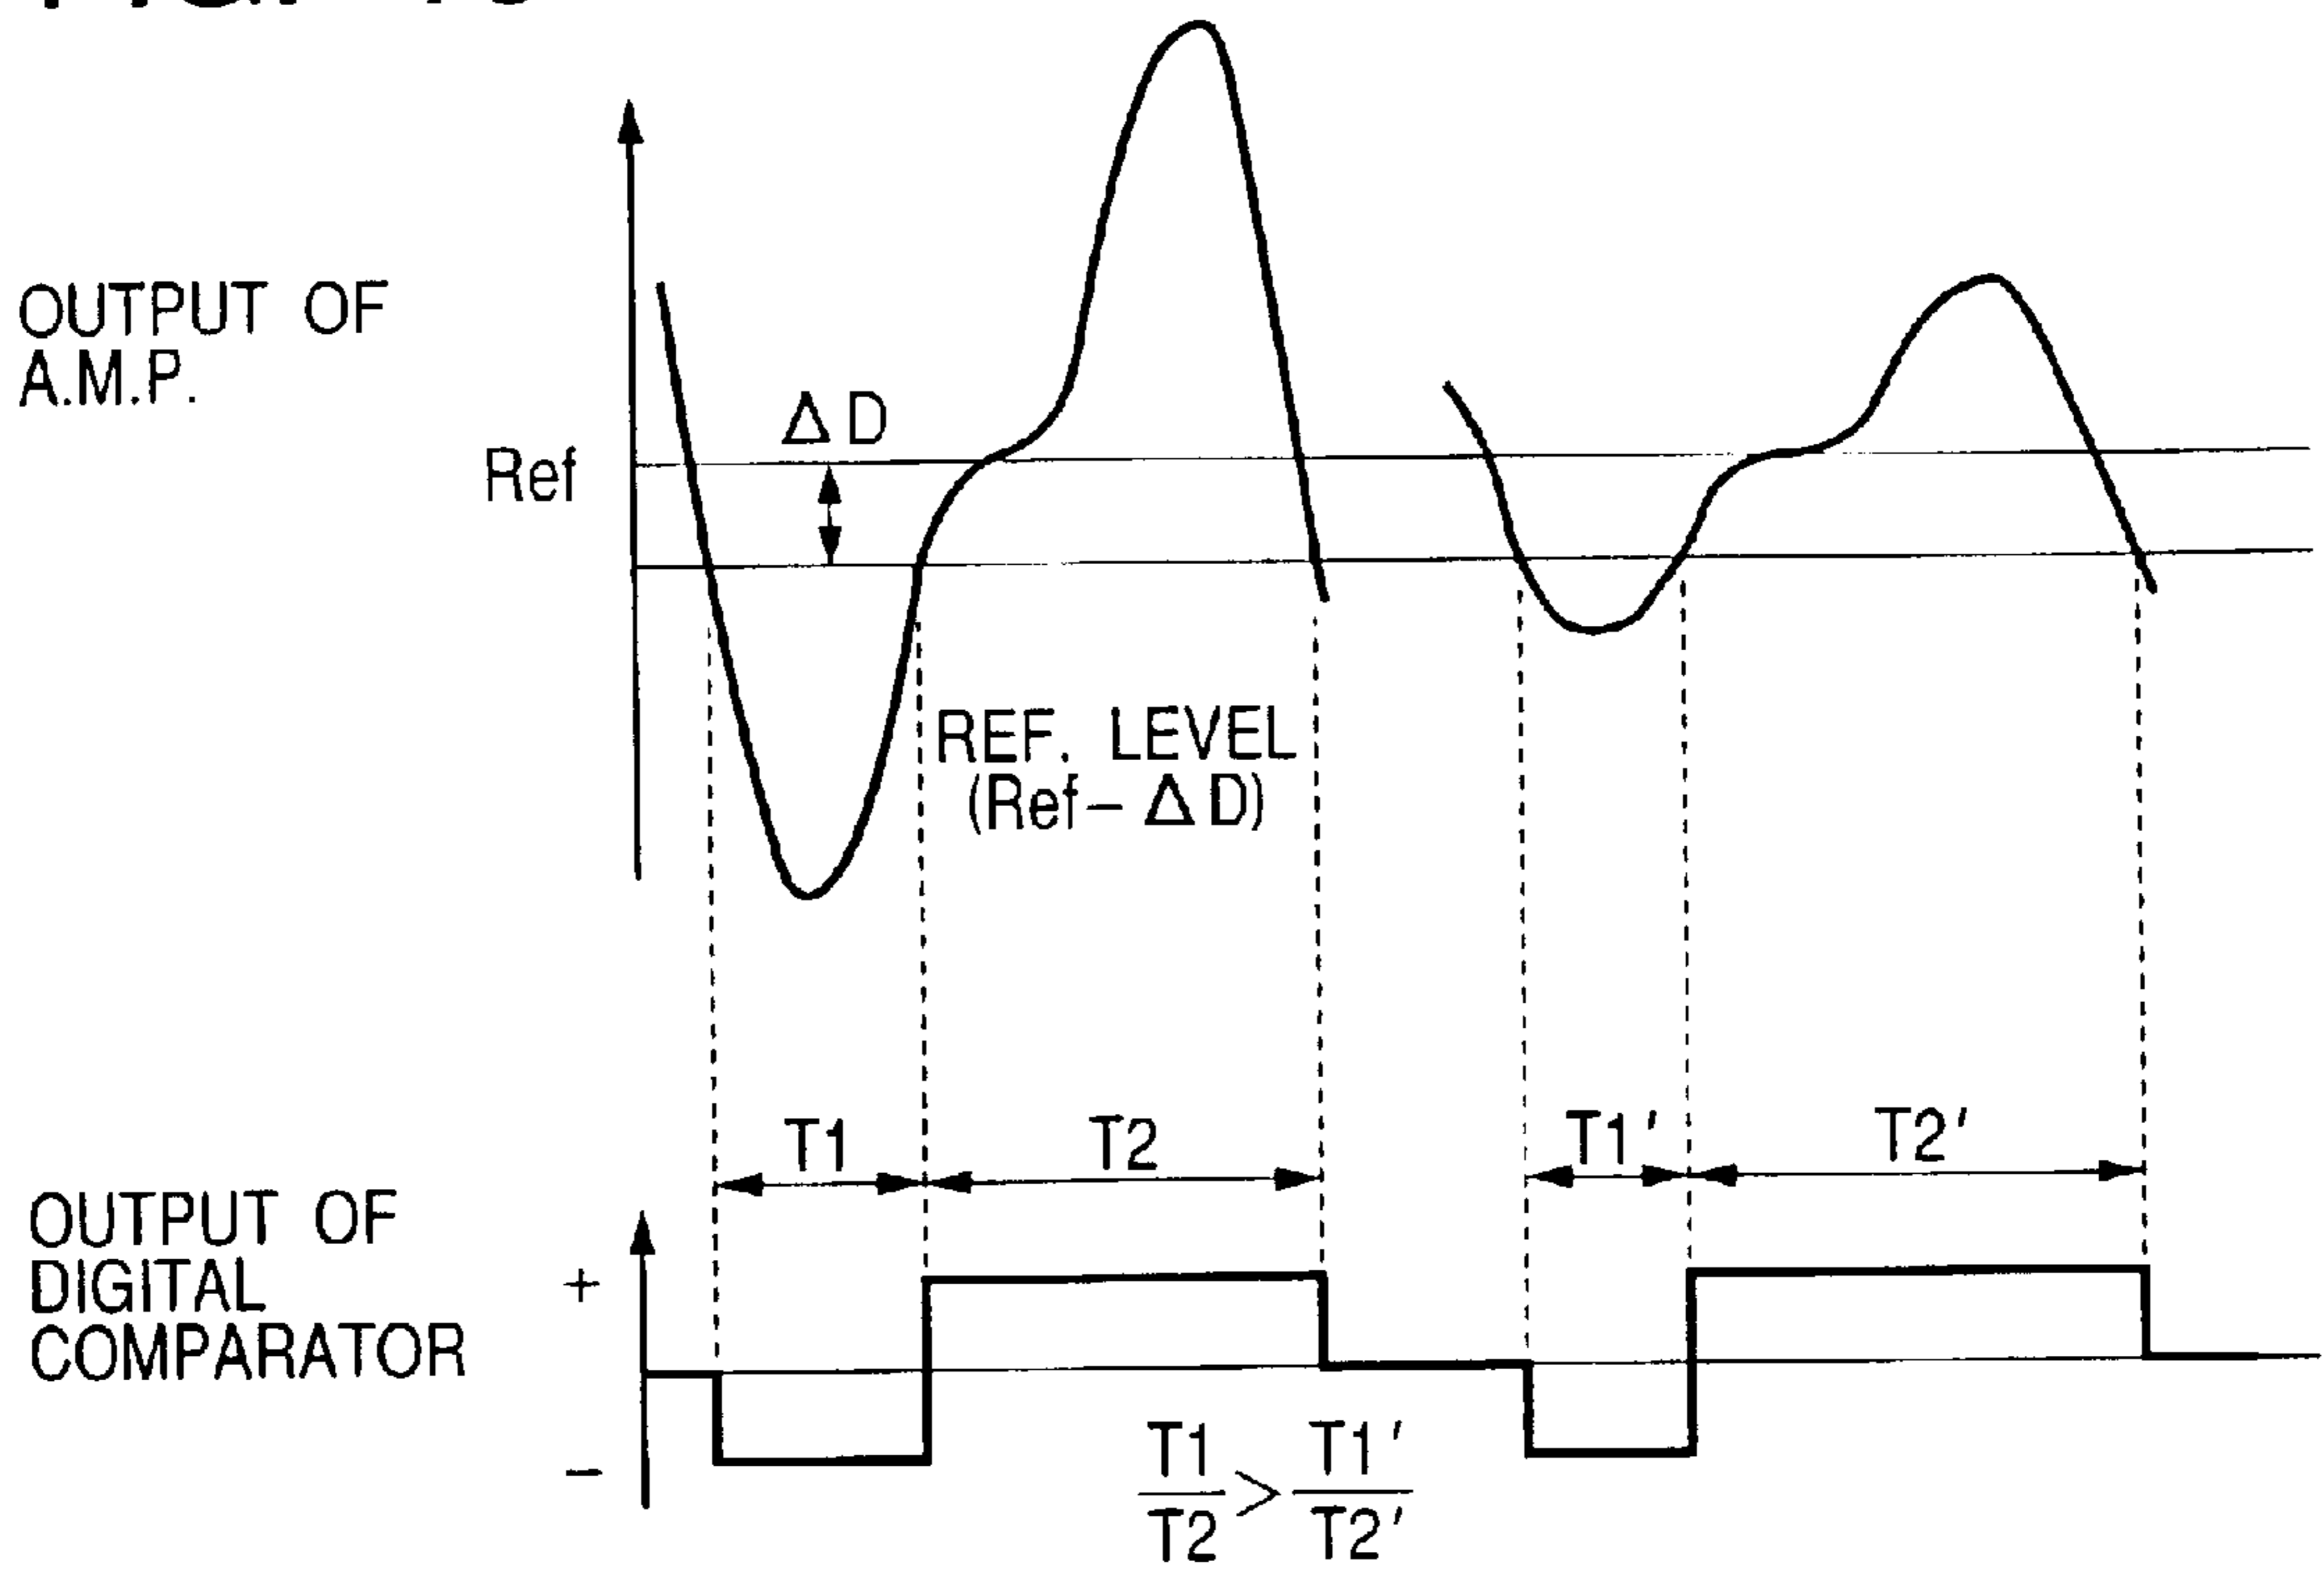 OUTPUT OF
A.M.P.
ΔD
Ref
REF. LEVEL
(Ref-ΔD)
T1 T2 T1' T2'
OUTPUT OF
DIGITAL
COMPARATOR
+
-
T1/T2 > T1'/T2'